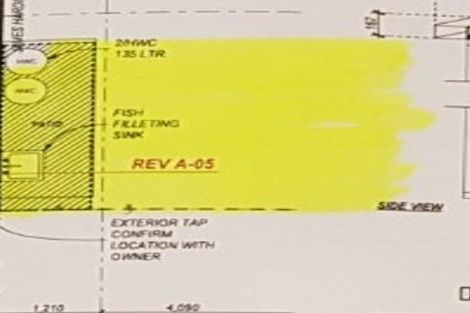 2/HWC
135 LTR.
HWC
HWC
PATIO
FISH
FILLETING
SINK
REV A-05
SIDE VIEW
EXTERIOR TAP
CONFIRM
LOCATION WITH
OWNER
1,210
4,090